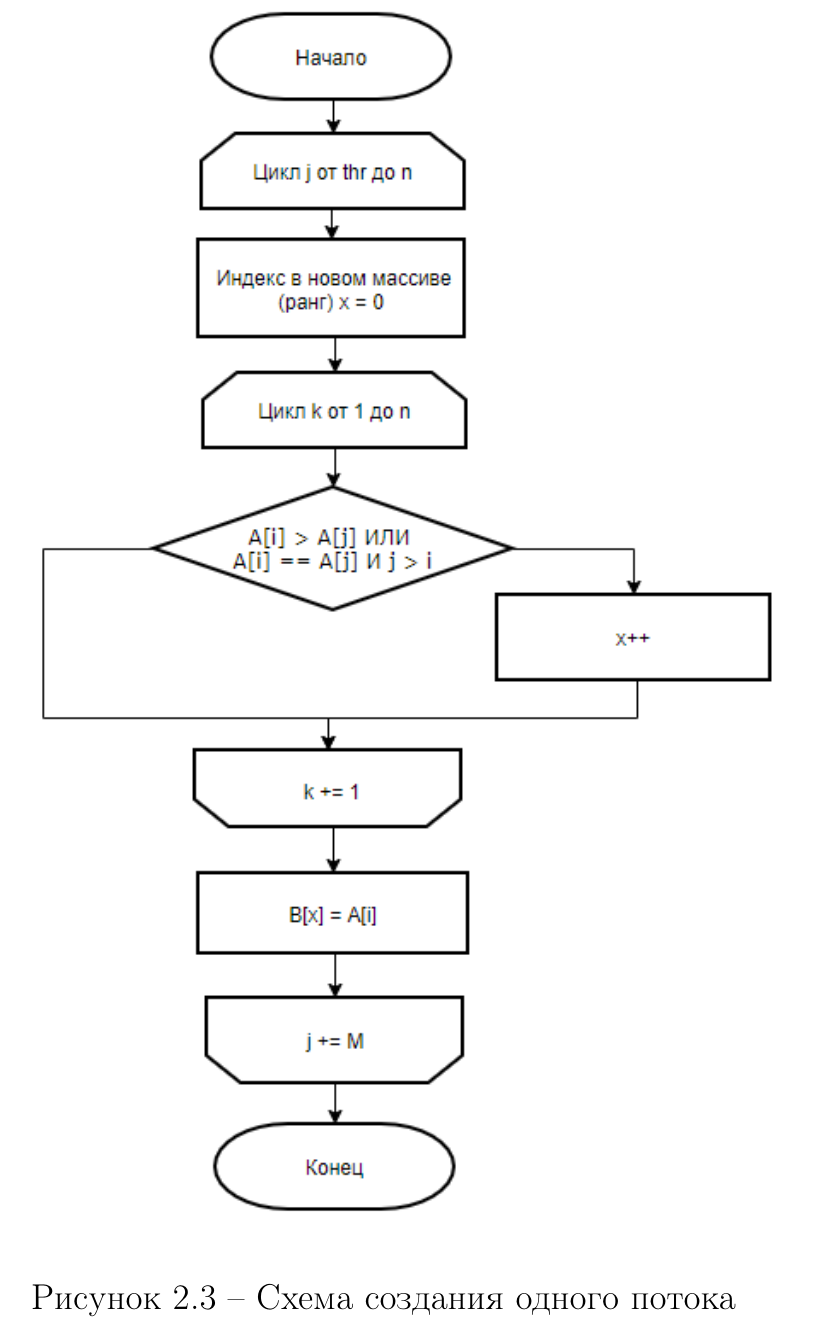 Начало
Цикл j от thr до n
Индекс в новом массиве
(ранг) x = 0
Цикл k от 1 до n
A[i] > A[j] ИЛИ
A[i] == A[j] И j > i
x++
k += 1
B[x] = A[i]
j += M
Конец
Рисунок 2.3 – Схема создания одного потока